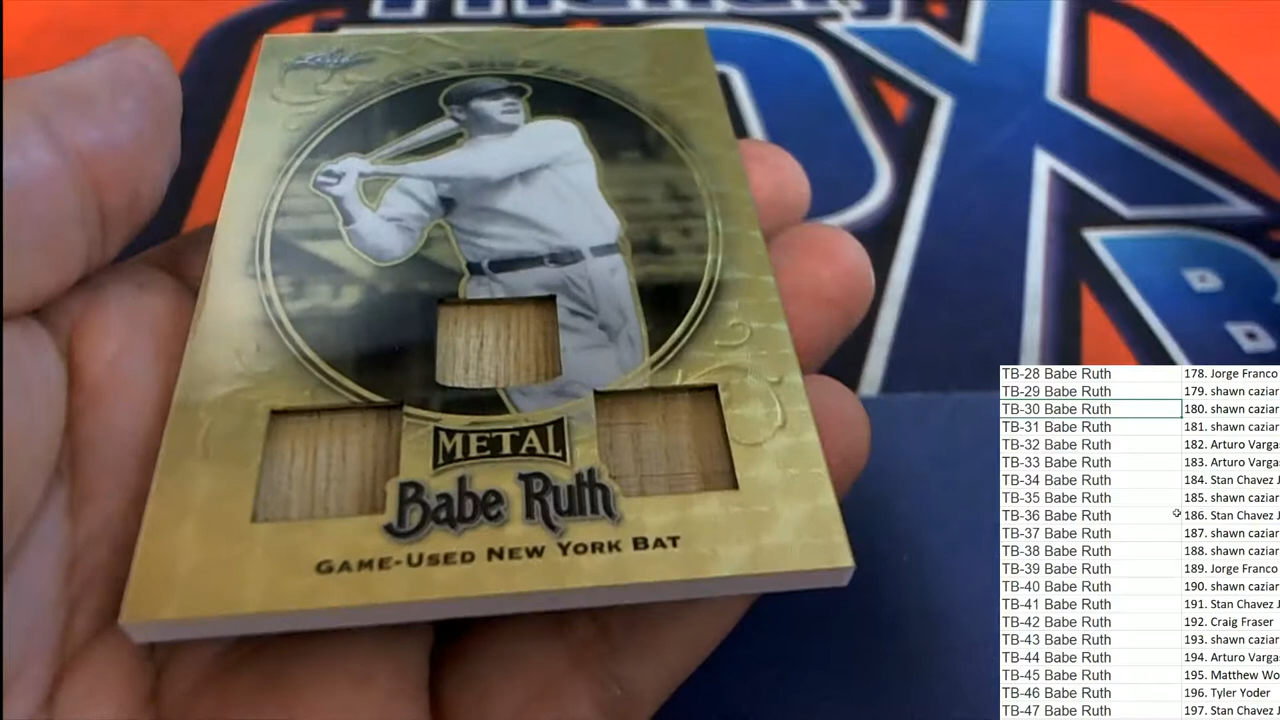 Leaf
METAL
Babe Ruth
GAME-USED NEW YORK BAT
TB-28 Babe Ruth 178. Jorge Franco
TB-29 Babe Ruth 179. shawn caziar
TB-30 Babe Ruth 180. shawn caziar
TB-31 Babe Ruth 181. shawn caziar
TB-32 Babe Ruth 182. Arturo Varga
TB-33 Babe Ruth 183. Arturo Varga
TB-34 Babe Ruth 184. Stan Chavez J
TB-35 Babe Ruth 185. shawn caziar
TB-36 Babe Ruth 186. Stan Chavez J
TB-37 Babe Ruth 187. shawn caziar
TB-38 Babe Ruth 188. shawn caziar
TB-39 Babe Ruth 189. Jorge Franco
TB-40 Babe Ruth 190. shawn caziar
TB-41 Babe Ruth 191. Stan Chavez J
TB-42 Babe Ruth 192. Craig Fraser
TB-43 Babe Ruth 193. shawn caziar
TB-44 Babe Ruth 194. Arturo Varga
TB-45 Babe Ruth 195. Matthew Wo
TB-46 Babe Ruth 196. Tyler Yoder
TB-47 Babe Ruth 197. Stan Chavez J